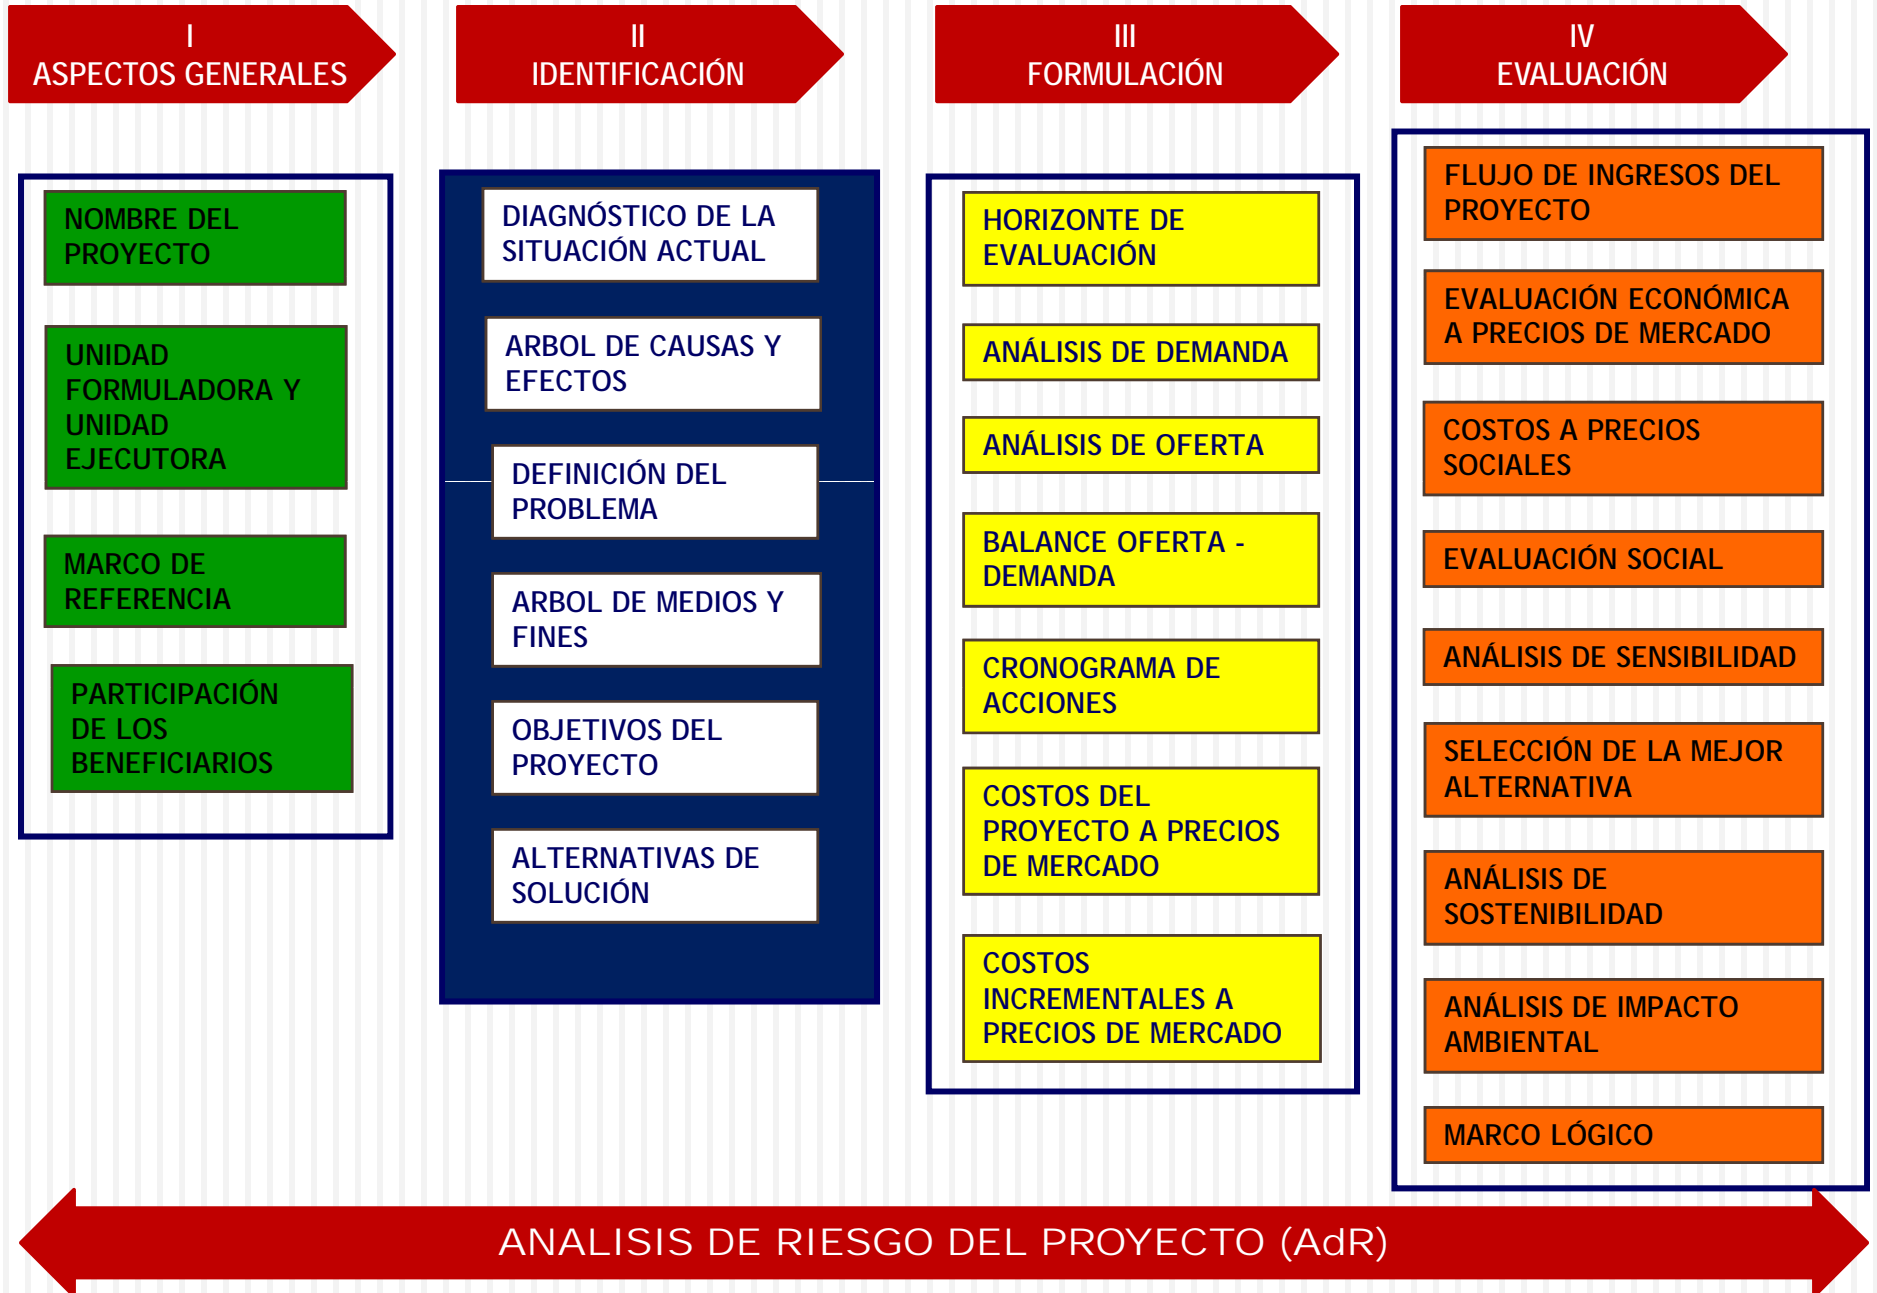 I
ASPECTOS GENERALES
NOMBRE DEL
PROYECTO
UNIDAD
FORMULADORA Y
UNIDAD
EJECUTORA
MARCO DE
REFERENCIA
PARTICIPACIÓN
DE LOS
BENEFICIARIOS
II
IDENTIFICACIÓN
DIAGNÓSTICO DE LA
SITUACIÓN ACTUAL
ARBOL DE CAUSAS Y
EFECTOS
DEFINICIÓN DEL
PROBLEMA
ARBOL DE MEDIOS Y
FINES
OBJETIVOS DEL
PROYECTO
ALTERNATIVAS DE
SOLUCIÓN
III
FORMULACIÓN
HORIZONTE DE
EVALUACIÓN
ANÁLISIS DE DEMANDA
ANÁLISIS DE OFERTA
BALANCE OFERTA -
DEMANDA
CRONOGRAMA DE
ACCIONES
COSTOS DEL
PROYECTO A PRECIOS
DE MERCADO
COSTOS
INCREMENTALES A
PRECIOS DE MERCADO
IV
EVALUACIÓN
FLUJO DE INGRESOS DEL
PROYECTO
EVALUACIÓN ECONÓMICA
A PRECIOS DE MERCADO
COSTOS A PRECIOS
SOCIALES
EVALUACIÓN SOCIAL
ANÁLISIS DE SENSIBILIDAD
SELECCIÓN DE LA MEJOR
ALTERNATIVA
ANÁLISIS DE
SOSTENIBILIDAD
ANÁLISIS DE IMPACTO
AMBIENTAL
MARCO LÓGICO
ANALISIS DE RIESGO DEL PROYECTO (AdR)